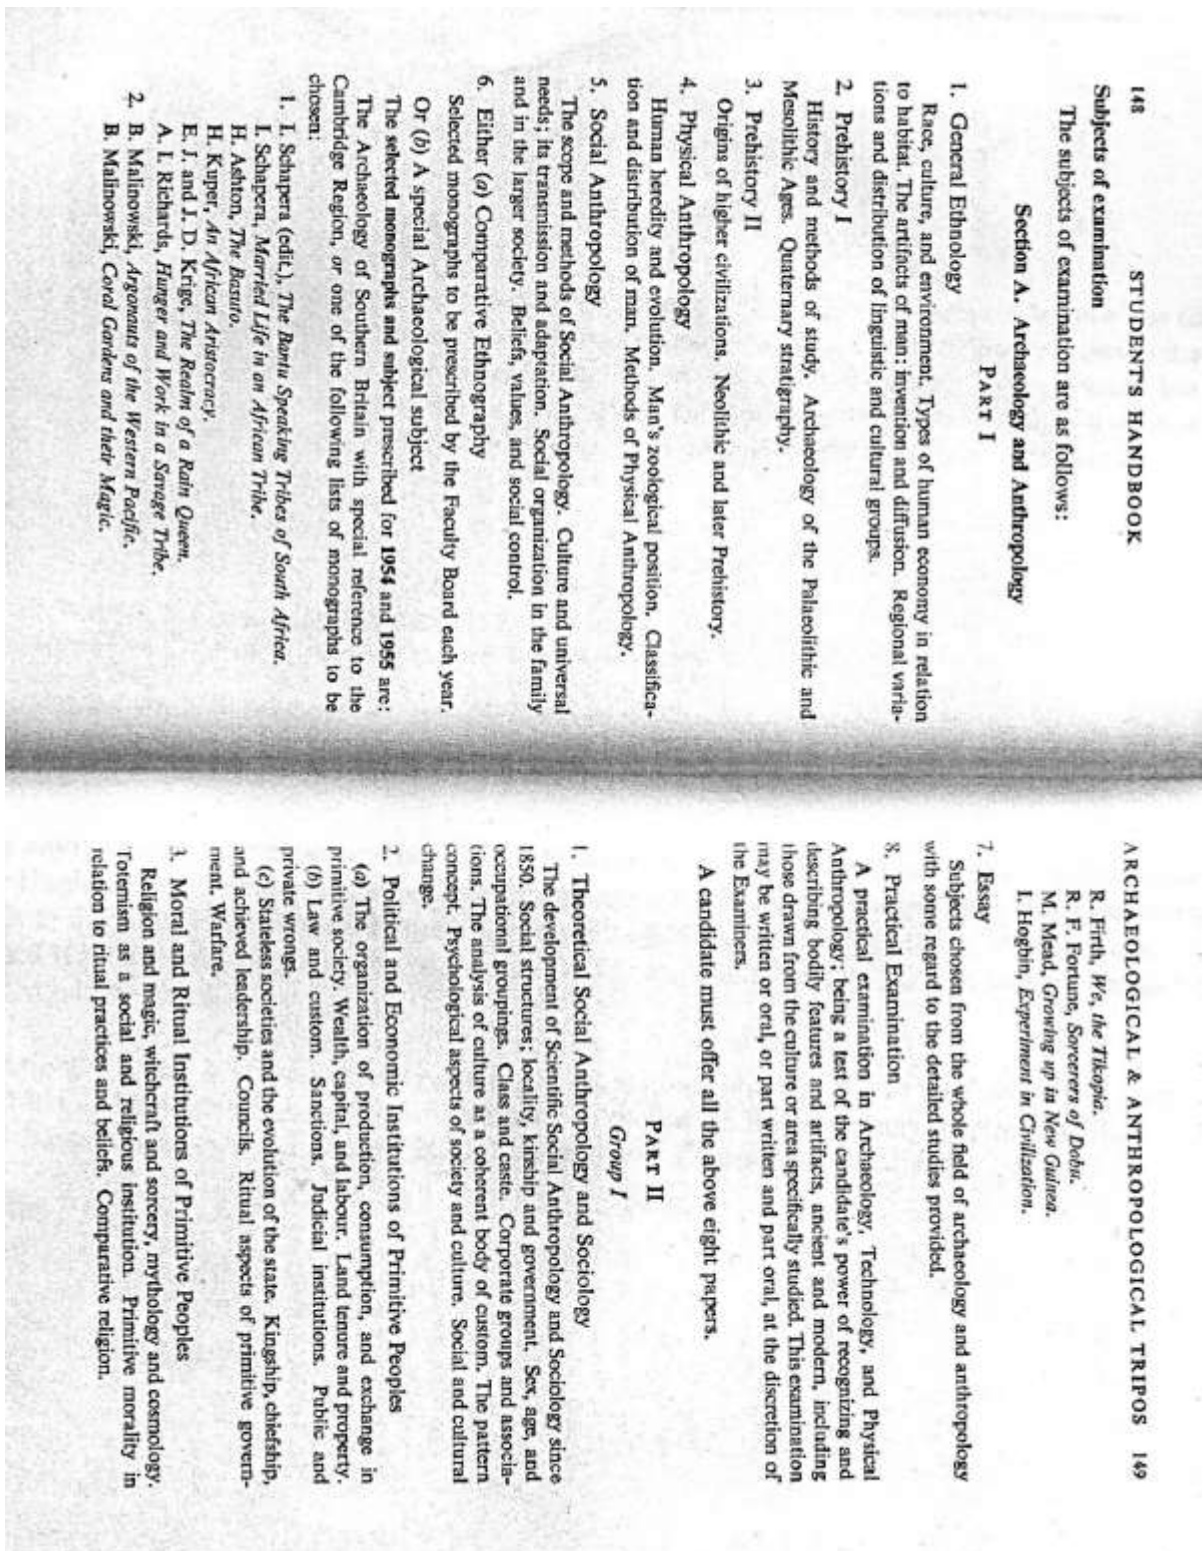 148 STUDENT'S HANDBOOK
Subjects of examination
The subjects of examination are as follows:
Section A. Archaeology and Anthropology
PART I
1. General Ethnology
Race, culture, and environment. Types of human economy in relation
to habitat. The artifacts of man: invention and diffusion. Regional varia-
tions and distribution of linguistic and cultural groups.
2. Prehistory I
History and methods of study. Archaeology of the Palaeolithic and
Mesolithic Ages. Quaternary stratigraphy.
3. Prehistory II
Origins of higher civilizations. Neolithic and later Prehistory.
4. Physical Anthropology
Human heredity and evolution. Man's zoological position. Classifica-
tion and distribution of man. Methods of Physical Anthropology.
5. Social Anthropology
The scope and methods of Social Anthropology. Culture and universal
needs; its transmission and adaptation. Social organization in the family
and in the larger society. Beliefs, values, and social control.
6. Either (a) Comparative Ethnography
Selected monographs to be prescribed by the Faculty Board each year.
Or (b) A special Archaeological subject
The selected monographs and subject prescribed for 1954 and 1955 are:
The Archaeology of Southern Britain with special reference to the
Cambridge Region, or one of the following lists of monographs to be
chosen:
1. I. Schapera (edit.), The Bantu Speaking Tribes of South Africa.
I. Schapera, Married Life in an African Tribe.
H. Ashton, The Basuto.
H. Kuper, An African Aristocracy.
E. J. and J. D. Krige, The Realm of a Rain Queen.
A. I. Richards, Hunger and Work in a Savage Tribe.
2. B. Malinowski, Argonauts of the Western Pacific.
B. Malinowski, Coral Gardens and their Magic.
ARCHAEOLOGICAL & ANTHROPOLOGICAL TRIPOS 149
R. Firth, We, the Tikopia.
R. F. Fortune, Sorcerers of Dobu.
M. Mead, Growing up in New Guinea.
I. Hogbin, Experiment in Civilization.
7. Essay
Subjects chosen from the whole field of archaeology and anthropology
with some regard to the detailed studies provided.
8. Practical Examination
A practical examination in Archaeology, Technology, and Physical
Anthropology; being a test of the candidate's power of recognizing and
describing bodily features and artifacts, ancient and modern, including
those drawn from the culture or area specifically studied. This examination
may be written or oral, or part written and part oral, at the discretion of
the Examiners.
A candidate must offer all the above eight papers.
PART II
Group I
1. Theoretical Social Anthropology and Sociology
The development of Scientific Social Anthropology and Sociology since
1850. Social structures; locality, kinship and government. Sex, age, and
occupational groupings. Class and caste. Corporate groups and associa-
tions. The analysis of culture as a coherent body of custom. The pattern
concept. Psychological aspects of society and culture. Social and cultural
change.
2. Political and Economic Institutions of Primitive Peoples
(a) The organization of production, consumption, and exchange in
primitive society. Wealth, capital, and labour. Land tenure and property.
(b) Law and custom. Sanctions. Judicial institutions. Public and
private wrongs.
(c) Stateless societies and the evolution of the state. Kingship, chiefship,
and achieved leadership. Councils. Ritual aspects of primitive govern-
ment. Warfare.
3. Moral and Ritual Institutions of Primitive Peoples
Religion and magic, witchcraft and sorcery, mythology and cosmology.
Totemism as a social and religious institution. Primitive morality in
relation to ritual practices and beliefs. Comparative religion.